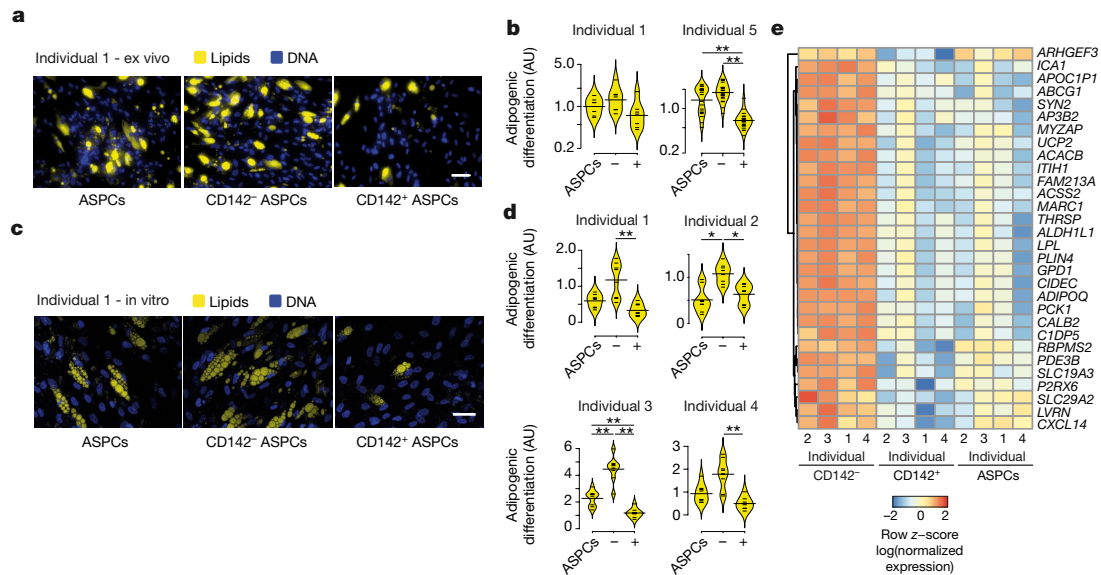 a
Individual 1 - ex vivo Lipids DNA
ASPCs CD142⁻ ASPCs CD142⁺ ASPCs
b
Individual 1 Individual 5
Adipogenic
differentiation (AU)
5.0
1.0
0.2
1.0
0.2
** 
**
ASPCs − + ASPCs − +
c
Individual 1 - in vitro Lipids DNA
ASPCs CD142⁻ ASPCs CD142⁺ ASPCs
d
Individual 1 Individual 2
Adipogenic
differentiation (AU)
2.0
1.0
0
1.0
0
**
* *
ASPCs − + ASPCs − +
Individual 3 Individual 4
Adipogenic
differentiation (AU)
6
4
2
0
3
2
1
0
**
** **
**
ASPCs − + ASPCs − +
e
ARHGEF3
ICA1
APOC1P1
ABCG1
SYN2
AP3B2
MYZAP
UCP2
ACACB
ITIH1
FAM213A
ACSS2
MARC1
THRSP
ALDH1L1
LPL
PLIN4
GPD1
CIDEC
ADIPOQ
PCK1
CALB2
C1DP5
RBPMS2
PDE3B
SLC19A3
P2RX6
SLC29A2
LVRN
CXCL14
2 3 1 4 2 3 1 4 2 3 1 4
Individual Individual Individual
CD142⁻ CD142⁺ ASPCs
−2 0 2
Row z−score
log(normalized
expression)